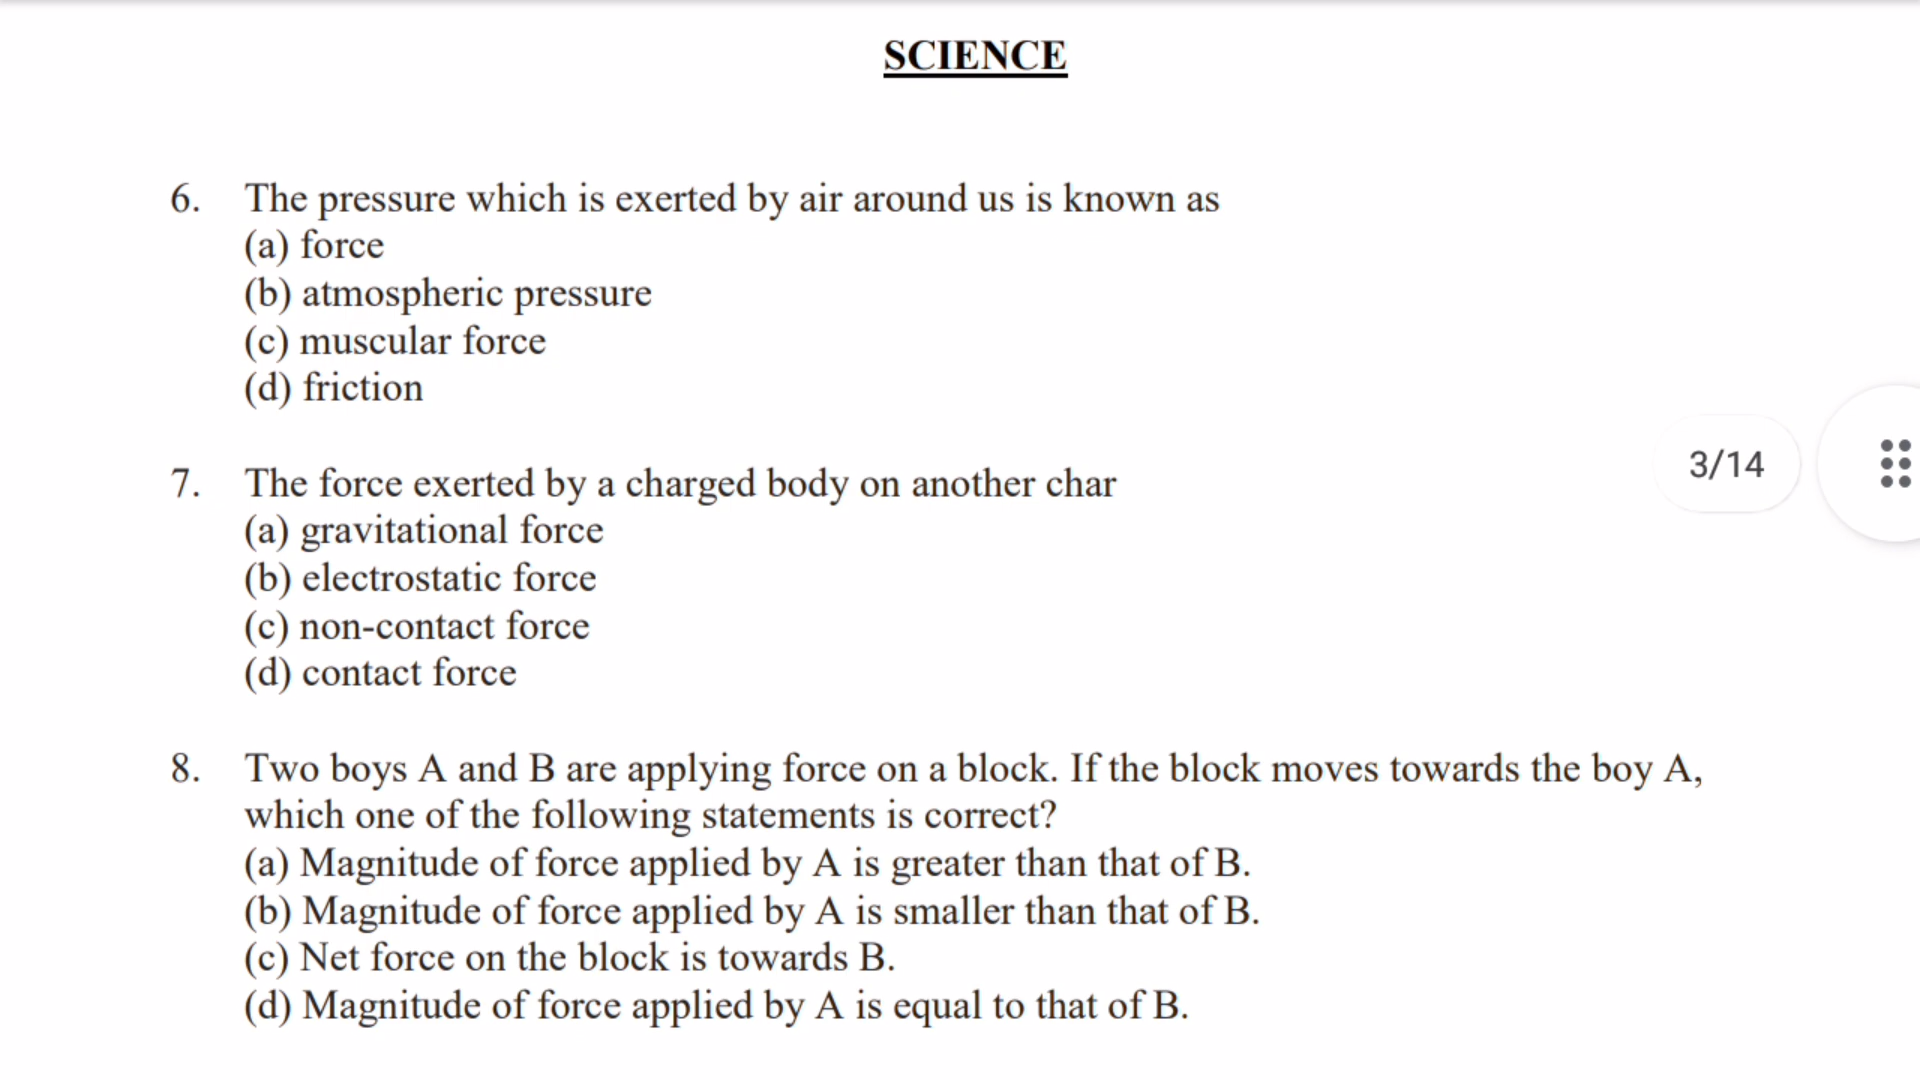 SCIENCE
6. The pressure which is exerted by air around us is known as
(a) force
(b) atmospheric pressure
(c) muscular force
(d) friction
3/14
7. The force exerted by a charged body on another char
(a) gravitational force
(b) electrostatic force
(c) non-contact force
(d) contact force
8. Two boys A and B are applying force on a block. If the block moves towards the boy A,
which one of the following statements is correct?
(a) Magnitude of force applied by A is greater than that of B.
(b) Magnitude of force applied by A is smaller than that of B.
(c) Net force on the block is towards B.
(d) Magnitude of force applied by A is equal to that of B.